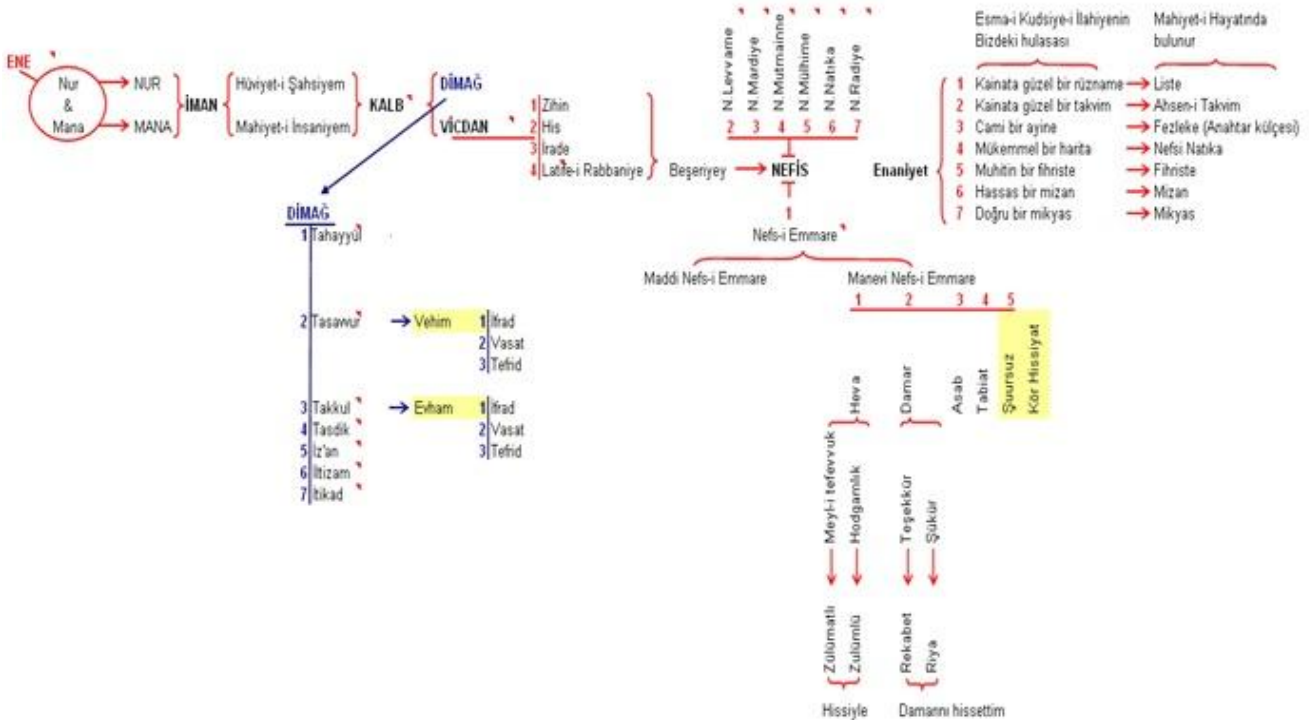 ENE
Nur
&
Mana
NUR
MANA
İMAN
Hüviyet-i Şahsiyem
Mahiyet-i İnsaniyem
KALB
DİMAĞ
VİCDAN
1 Zihin
2 His
3 İrade
4 Latife-i Rabbaniye
Beşeriyey
NEFİS
N.Levvame
N.Mardiye
N.Mutmainne
N.Mülhime
N.Natıka
N.Radiye
2 3 4 5 6 7
1
Nefs-i Emmare
Maddi Nefs-i Emmare
Manevi Nefs-i Emmare
1 2 3 4 5
Heva
Damar
Asab
Tabiat
Şuursuz
Kör Hissiyat
Meyl-i tefevvuk
Hodgamlık
Teşekkür
Şükür
Zülümatlı
Zulümlü
Rekabet
Riya
Hissiyle
Damarını hissettim
Enaniyet
Esma-i Kudsiye-i İlahiyenin
Bizdeki hulasası
Mahiyet-i Hayatında
bulunur
1 Kainata güzel bir rüzname Liste
2 Kainata güzel bir takvim Ahsen-i Takvim
3 Cami bir ayine Fezleke (Anahtar külçesi)
4 Mükemmel bir harita Nefsi Natıka
5 Muhitin bir fihriste Fihriste
6 Hassas bir mizan Mizan
7 Doğru bir mikyas Mikyas
DİMAĞ
1 Tahayyül
2 Tasavvur
Vehim
1 İfrad
2 Vasat
3 Tefrid
3 Takkul
Evham
1 İfrad
2 Vasat
3 Tefrid
4 Tasdik
5 İz'an
6 İltizam
7 İtikad